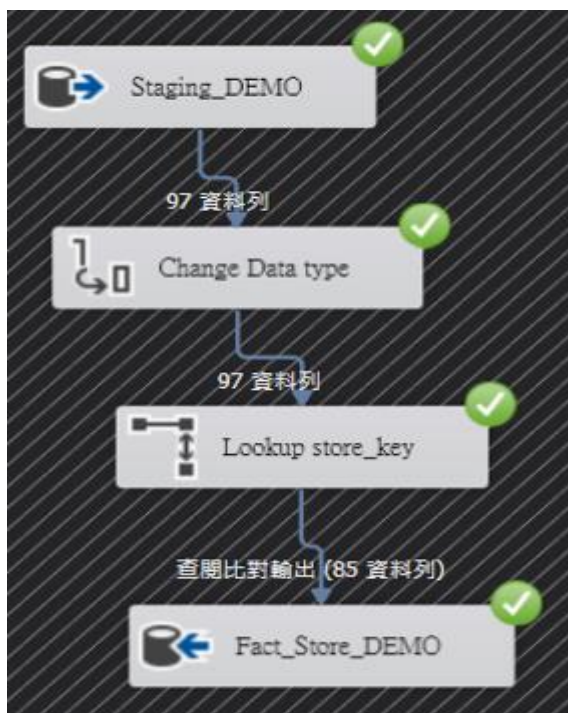 Staging_DEMO
97 資料列
Change Data type
97 資料列
Lookup store_key
查閱比對輸出 (85 資料列)
Fact_Store_DEMO